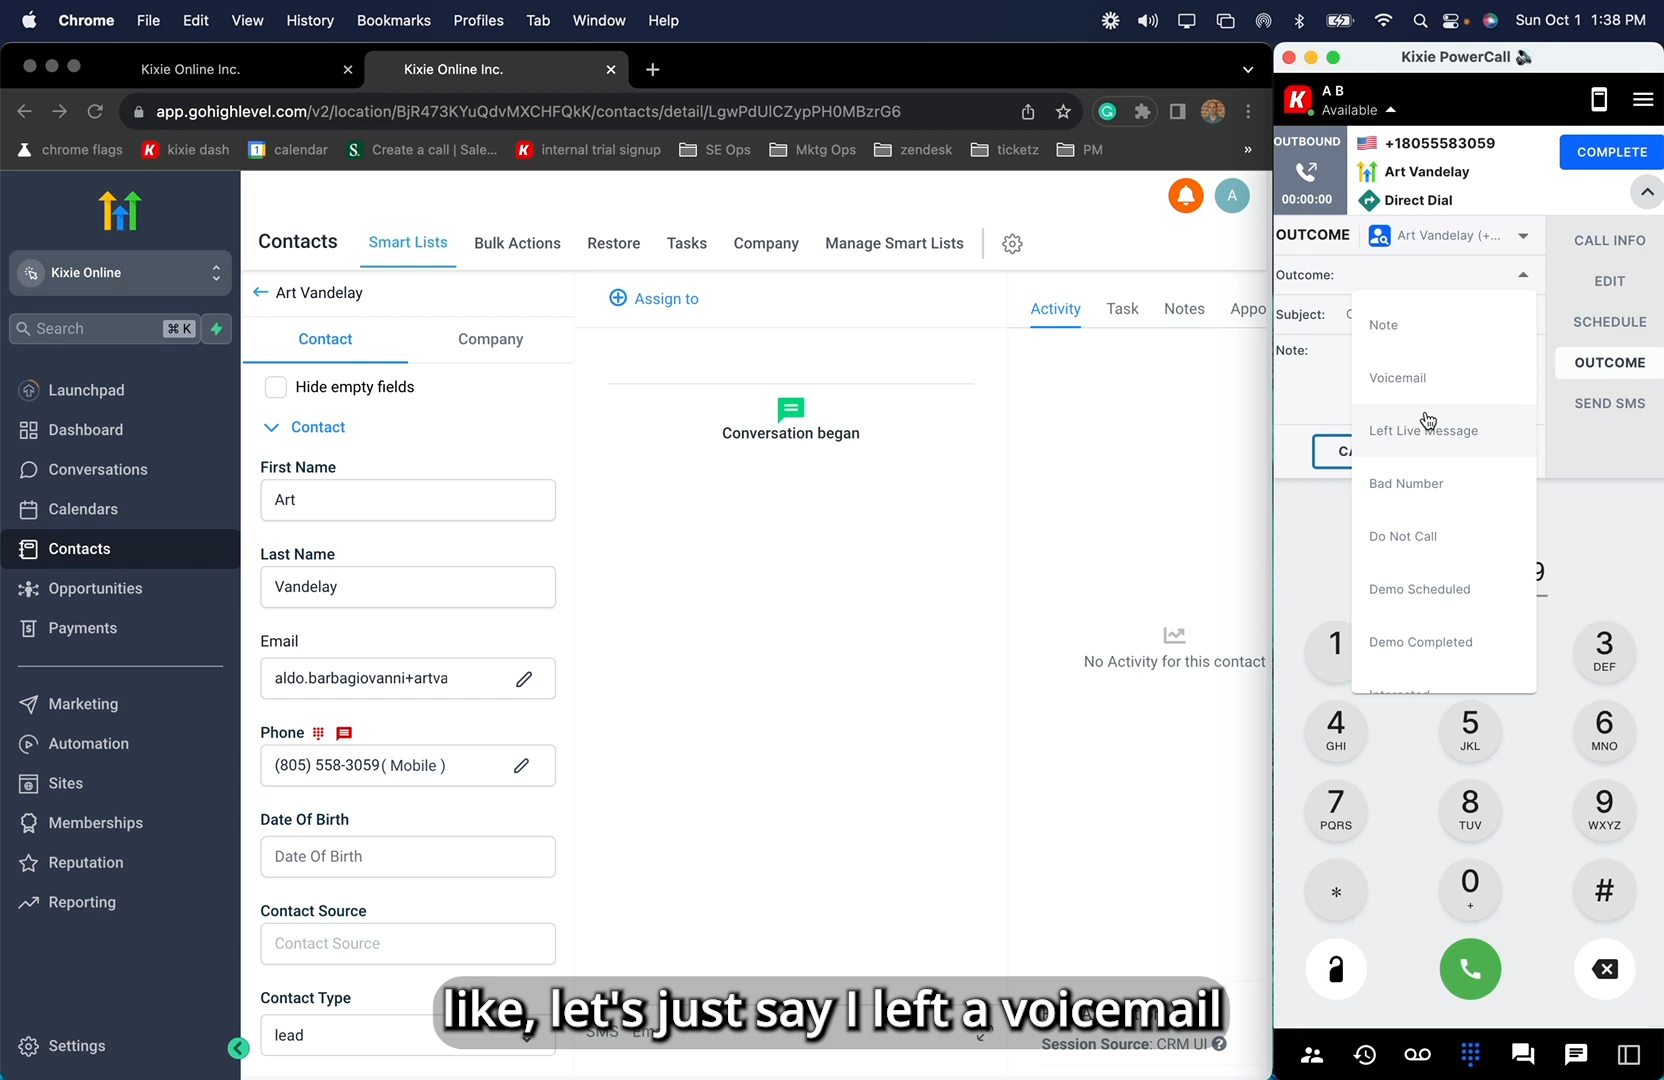 Chrome File Edit View History Bookmarks Profiles Tab Window Help
Sun Oct 1 1:38 PM
Kixie Online Inc.
Kixie Online Inc.
app.gohighlevel.com/v2/location/BjR473KYuQdvMXCHFQkK/contacts/detail/LgwPdUICZypPH0MBzrG6
chrome flags
kixie dash
calendar
Create a call | Sale...
internal trial signup
SE Ops
Mktg Ops
zendesk
ticketz
PM
»
Kixie Online
Search
⌘ K
Launchpad
Dashboard
Conversations
Calendars
Contacts
Opportunities
Payments
Marketing
Automation
Sites
Memberships
Reputation
Reporting
Settings
A
Contacts
Smart Lists
Bulk Actions
Restore
Tasks
Company
Manage Smart Lists
Art Vandelay
Contact
Company
Hide empty fields
Contact
First Name
Art
Last Name
Vandelay
Email
aldo.barbagiovanni+artva
Phone
(805) 558-3059( Mobile )
Date Of Birth
Date Of Birth
Contact Source
Contact Source
Contact Type
lead
Assign to
Conversation began
Activity
Task
Notes
Appo
No Activity for this contact
SMS
Em
Session Source: CRM UI
like, let's just say I left a voicemail
Kixie PowerCall
K
A B
Available
OUTBOUND
00:00:00
+18055583059
Art Vandelay
Direct Dial
COMPLETE
OUTCOME
Art Vandelay (+...
Outcome:
Subject:
Note:
CALL INFO
EDIT
SCHEDULE
OUTCOME
SEND SMS
Note
Voicemail
Left Live Message
Bad Number
Do Not Call
Demo Scheduled
Demo Completed
Interested
CA
9
1
3
DEF
4
GHI
5
JKL
6
MNO
7
PQRS
8
TUV
9
WXYZ
*
0
+
#